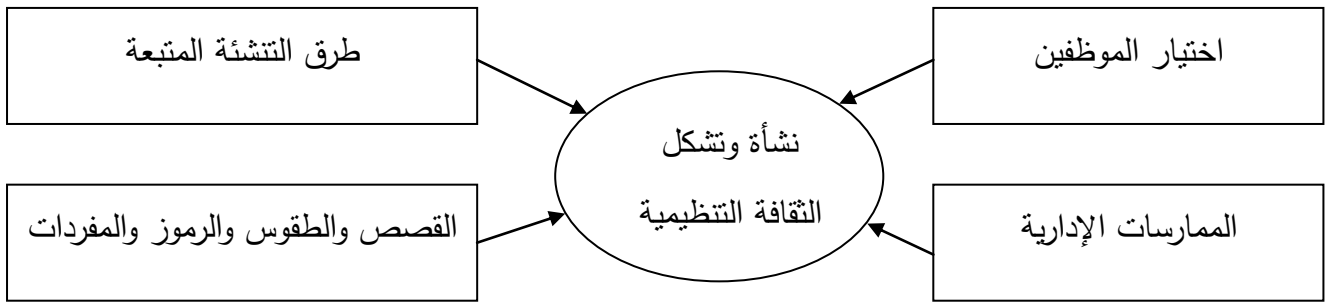 اختيار الموظفين
طرق التنشئة المتبعة
نشأة وتشكل
الثقافة التنظيمية
الممارسات الإدارية
القصص والطقوس والرموز والمفردات